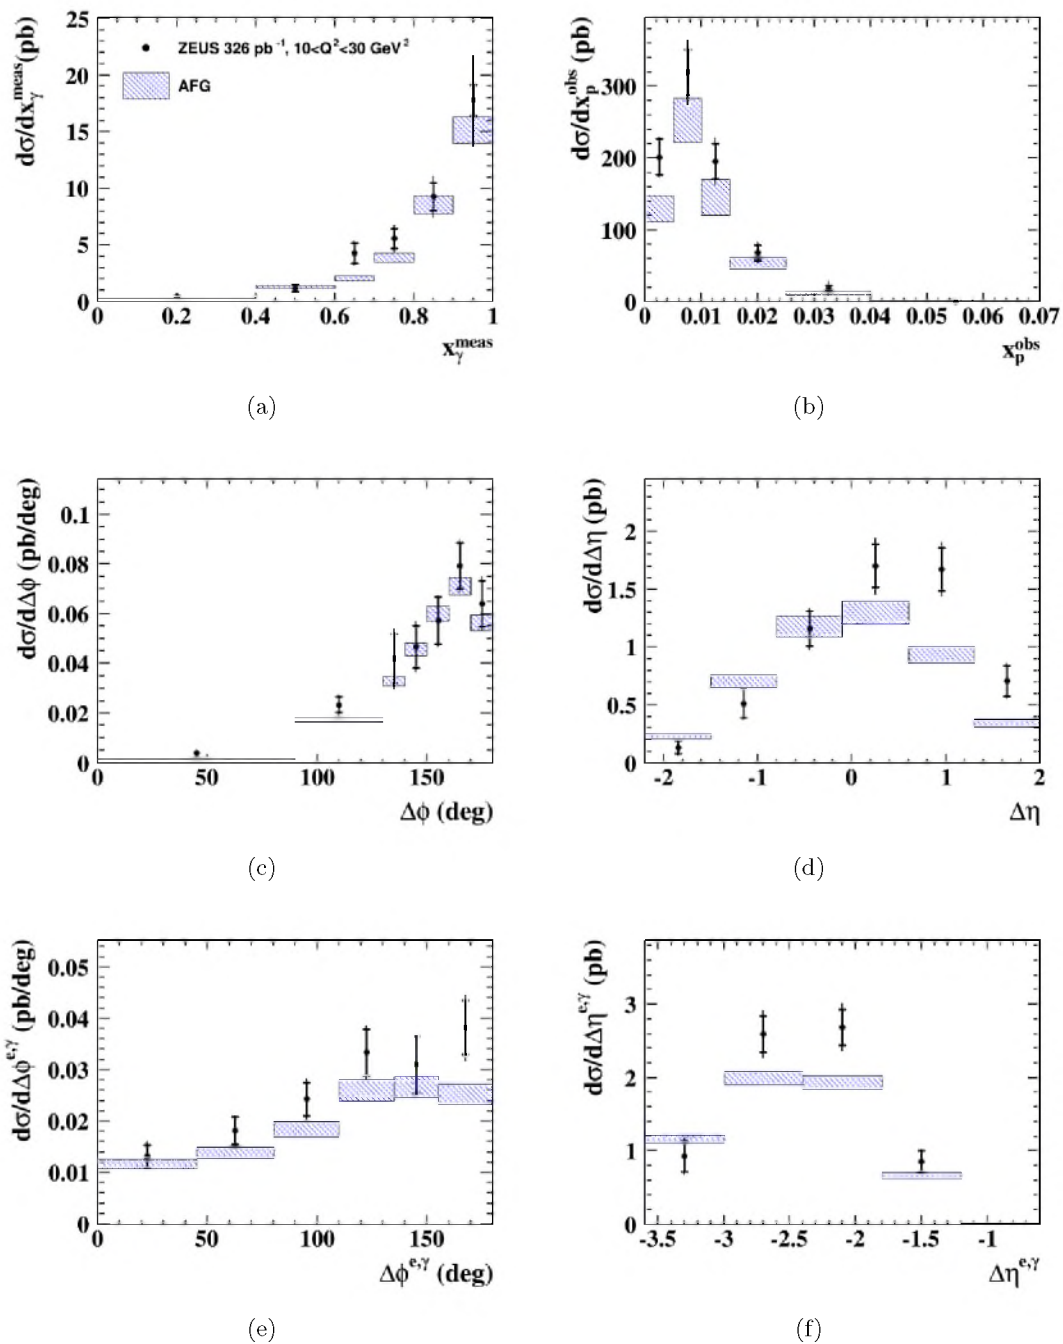 dσ/dx_γ^meas (pb)
25
20
15
10
5
0
ZEUS 326 pb⁻¹, 10<Q²<30 GeV²
AFG
0 0.2 0.4 0.6 0.8 1
x_γ^meas
(a)
dσ/dx_p^obs (pb)
300
200
100
0
0 0.01 0.02 0.03 0.04 0.05 0.06 0.07
x_p^obs
(b)
dσ/dΔϕ (pb/deg)
0.1
0.08
0.06
0.04
0.02
0
0 50 100 150
Δϕ (deg)
(c)
dσ/dΔη (pb)
2
1.5
1
0.5
0
-2 -1 0 1 2
Δη
(d)
dσ/dΔϕ^e,γ (pb/deg)
0.05
0.04
0.03
0.02
0.01
0
0 50 100 150
Δϕ^e,γ (deg)
(e)
dσ/dΔη^e,γ (pb)
3
2
1
0
-3.5 -3 -2.5 -2 -1.5 -1
Δη^e,γ
(f)